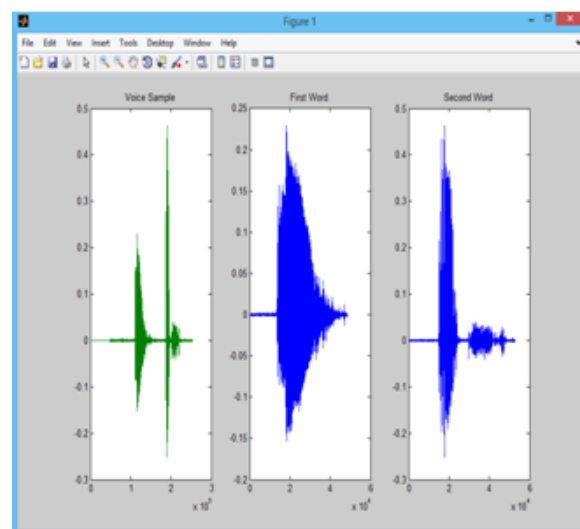 Figure 1
File Edit View Insert Tools Desktop Window Help
Voice Sample
0.5
0.4
0.3
0.2
0.1
0
-0.1
-0.2
-0.3
0 1 2 3
x 10^5
First Word
0.25
0.2
0.15
0.1
0.05
0
-0.05
-0.1
-0.15
-0.2
0 2 4 6
x 10^4
Second Word
0.5
0.4
0.3
0.2
0.1
0
-0.1
-0.2
-0.3
0 2 4 6
x 10^4